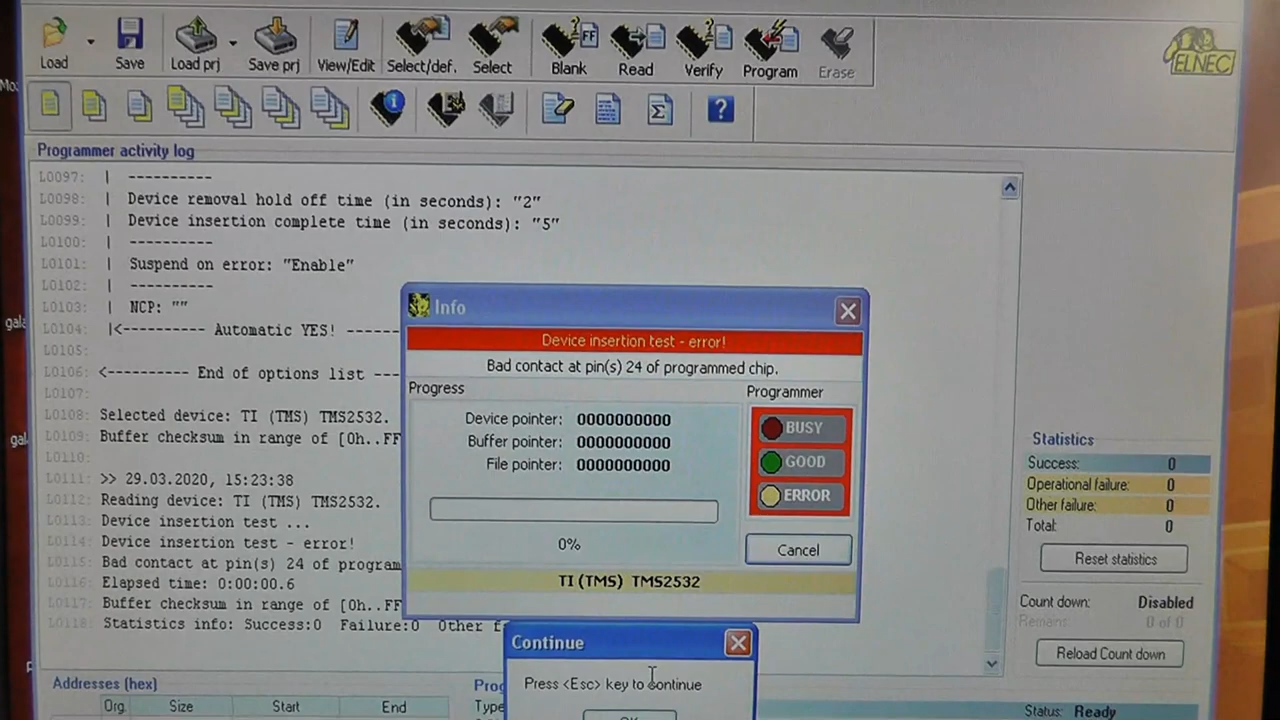 Load Save Load prj Save prj View/Edit Select/def. Select Blank Read Verify Program Erase
ELNEC
Programmer activity log
L0097: | ----------
L0098: | Device removal hold off time (in seconds): "2"
L0099: | Device insertion complete time (in seconds): "5"
L0100: | ----------
L0101: | Suspend on error: "Enable"
L0102: | ----------
L0103: | NCP: ""
L0104: |<---------- Automatic YES! ------
L0105:
L0106: <---------- End of options list ---
L0107:
L0108: Selected device: TI (TMS) TMS2532.
L0109: Buffer checksum in range of [0h..FF
L0110:
L0111: >> 29.03.2020, 15:23:38
L0112: Reading device: TI (TMS) TMS2532.
L0113: Device insertion test ...
L0114: Device insertion test - error!
L0115: Bad contact at pin(s) 24 of program
L0116: Elapsed time: 0:00:00.6
L0117: Buffer checksum in range of [0h..FF
L0118: Statistics info: Success:0 Failure:0 Other f
Info
Device insertion test - error!
Bad contact at pin(s) 24 of programmed chip.
Progress
Device pointer: 0000000000
Buffer pointer: 0000000000
File pointer: 0000000000
0%
Programmer
BUSY
GOOD
ERROR
Cancel
TI (TMS) TMS2532
Continue
Press <Esc> key to continue
Statistics
Success: 0
Operational failure: 0
Other failure: 0
Total: 0
Reset statistics
Count down: Disabled
Remains: 0 of 0
Reload Count down
Addresses (hex)
Org. Size Start End
Prog
Type
Status: Ready
gala
gal